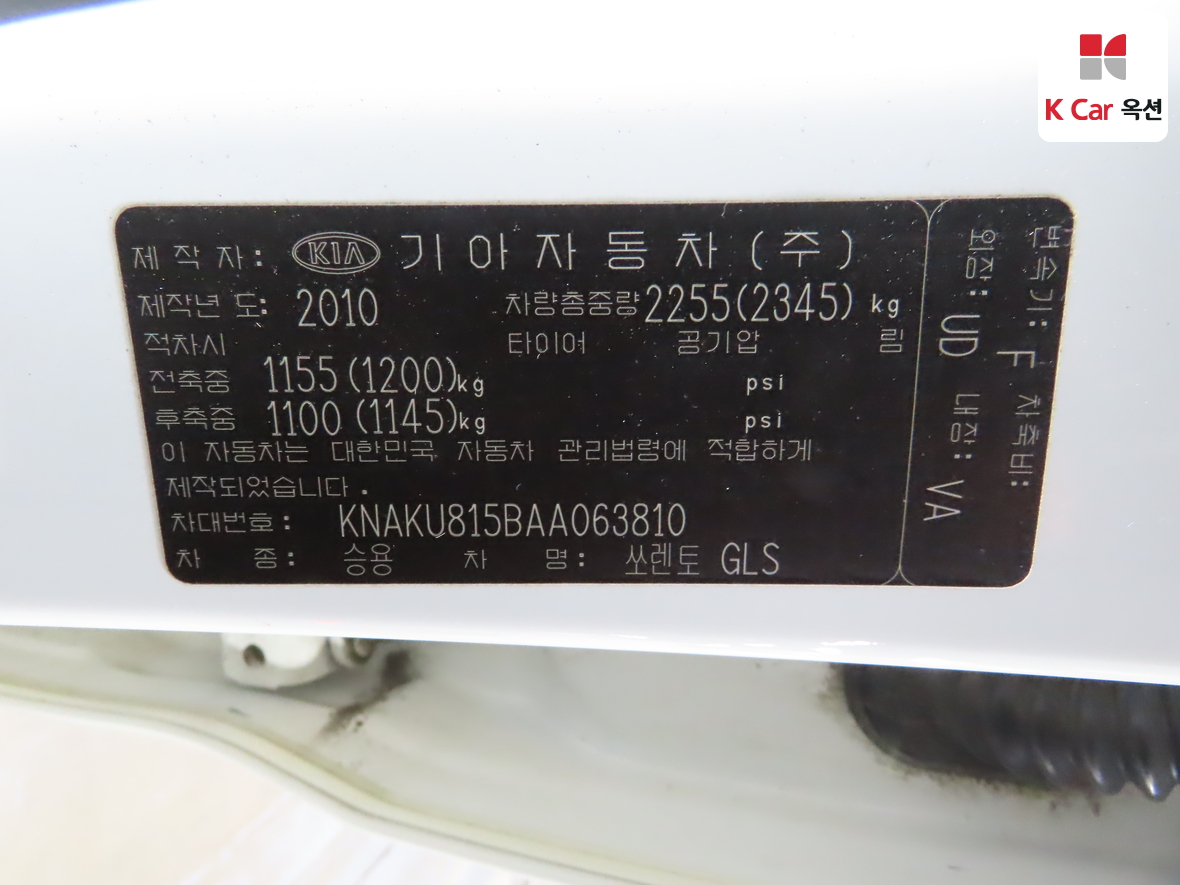 K Car 옥션
제 작 자 : KIA 기 아 자 동 차 ( 주 )
제작년 도: 2010 차량총중량 2255(2345) kg
적차시 타이어 공기압 림
전축중 1155 (1200)kg psi
후축중 1100 (1145)kg psi
이 자동차는 대한민국 자동차 관리법령에 적합하게
제작되었습니다 .
차대번호 : KNAKU815BAA063810
차 종 : 승용 차 명 : 쏘렌토 GLS
변속기: F 차축비:
외장: UD 내장: VA